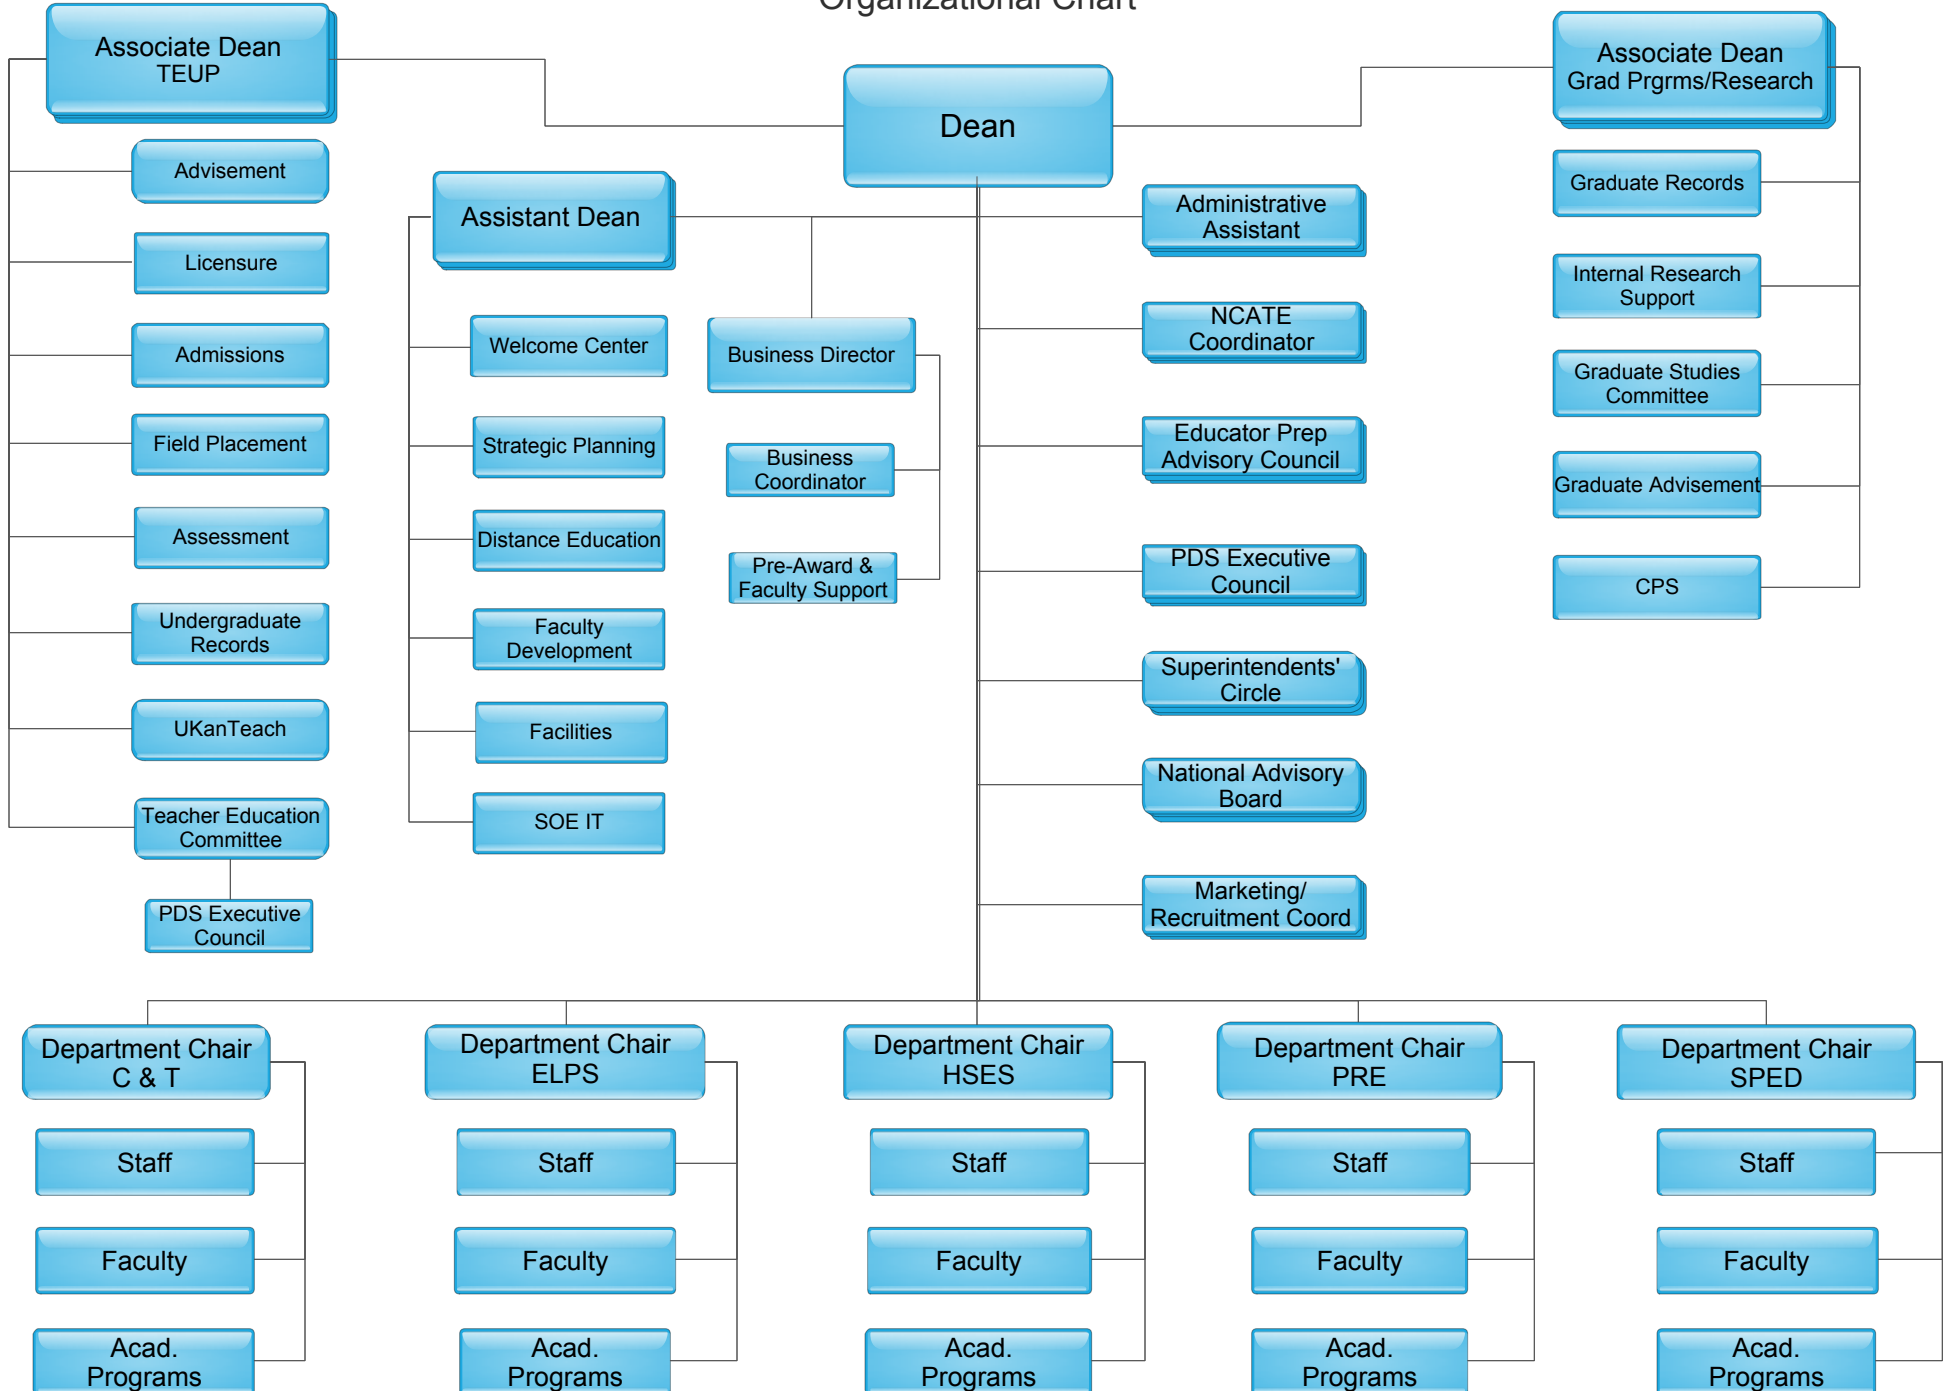 Organizational Chart
Associate Dean
TEUP
Dean
Associate Dean
Grad Prgrms/Research
Advisement
Licensure
Admissions
Field Placement
Assessment
Undergraduate
Records
UKanTeach
Teacher Education
Committee
PDS Executive
Council
Assistant Dean
Welcome Center
Strategic Planning
Distance Education
Faculty
Development
Facilities
SOE IT
Business Director
Business
Coordinator
Pre-Award &
Faculty Support
Administrative
Assistant
NCATE
Coordinator
Educator Prep
Advisory Council
PDS Executive
Council
Superintendents'
Circle
National Advisory
Board
Marketing/
Recruitment Coord
Graduate Records
Internal Research
Support
Graduate Studies
Committee
Graduate Advisement
CPS
Department Chair
C & T
Staff
Faculty
Acad.
Programs
Department Chair
ELPS
Staff
Faculty
Acad.
Programs
Department Chair
HSES
Staff
Faculty
Acad.
Programs
Department Chair
PRE
Staff
Faculty
Acad.
Programs
Department Chair
SPED
Staff
Faculty
Acad.
Programs